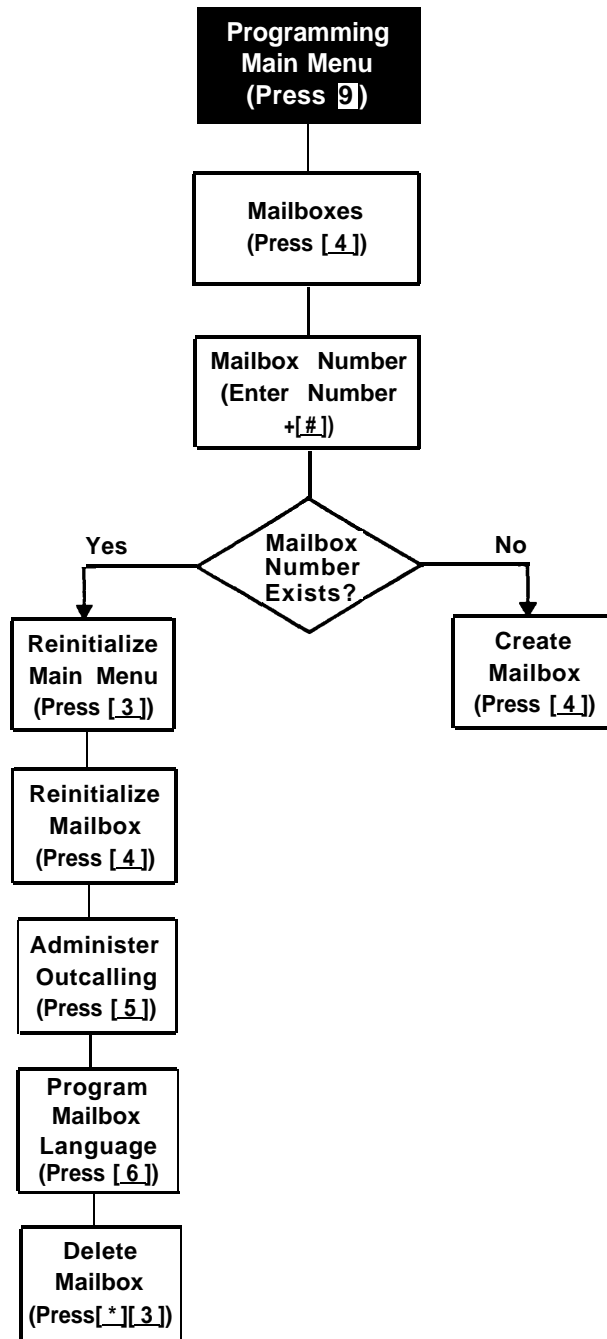 Programming
Main Menu
(Press 9)
Mailboxes
(Press [ 4 ])
Mailbox Number
(Enter Number
+[ # ])
Mailbox
Number
Exists?
Yes
No
Reinitialize
Main Menu
(Press [ 3 ])
Create
Mailbox
(Press [ 4 ])
Reinitialize
Mailbox
(Press [ 4 ])
Administer
Outcalling
(Press [ 5 ])
Program
Mailbox
Language
(Press [ 6 ])
Delete
Mailbox
(Press[ * ][ 3 ])